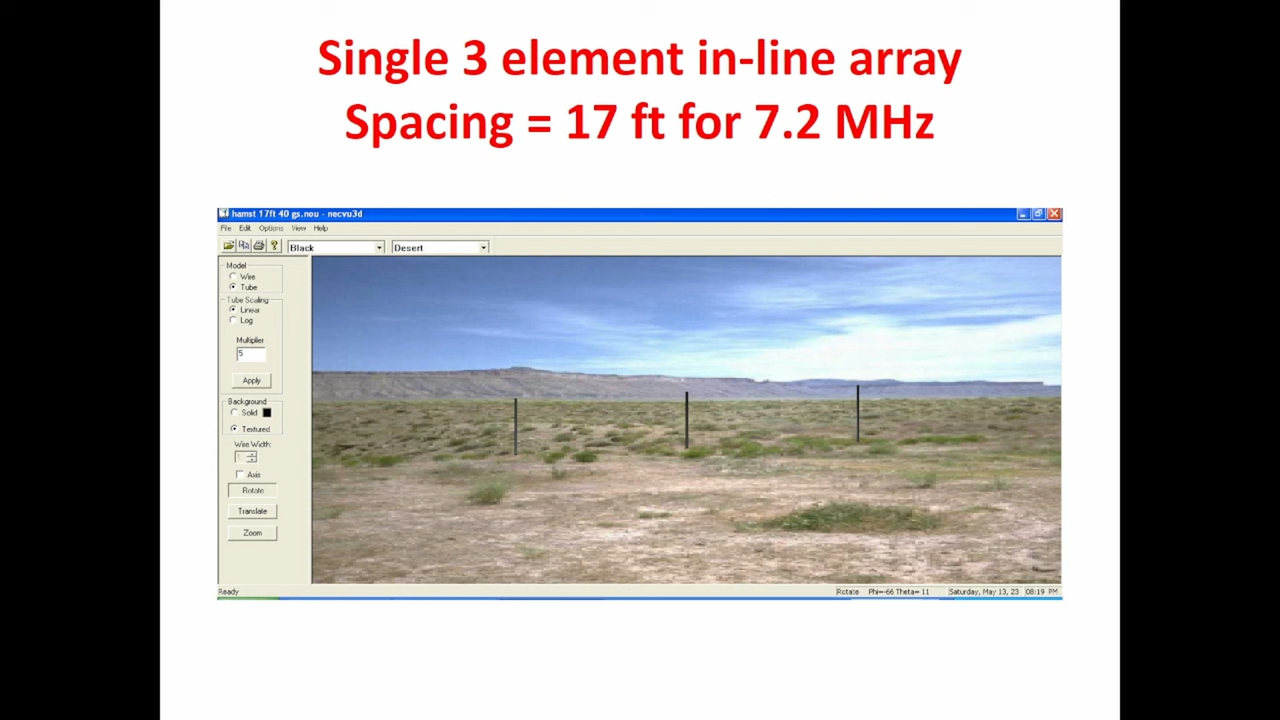 Single 3 element in-line array
Spacing = 17 ft for 7.2 MHz
hamst 17ft 40 gs.nou - necvu3d
File Edit Options View Help
Black Desert
Model
Wire
Tube
Tube Scaling
Linear
Log
Multiplier
5
Apply
Background
Solid
Textured
Wire Width:
Axis
Rotate
Translate
Zoom
Ready Rotate Phi=-66 Theta= 11 Saturday, May 13, 23 08:19 PM